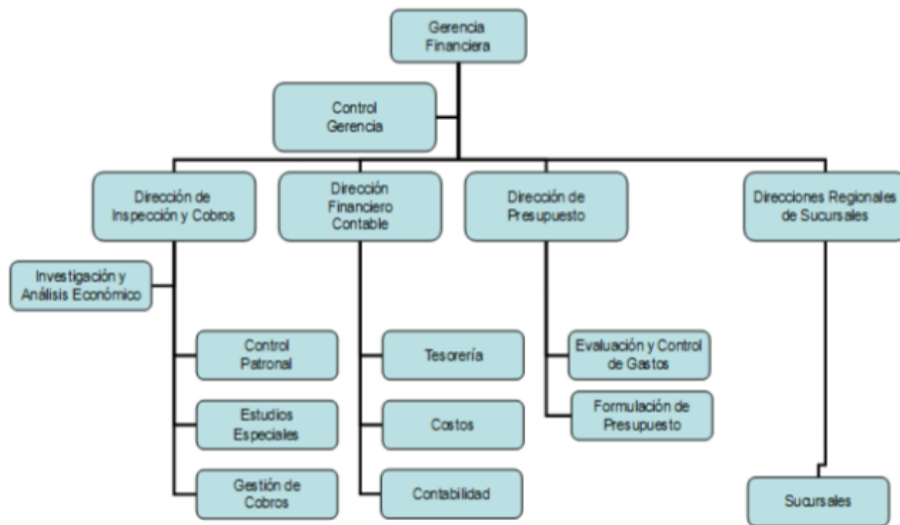 Gerencia
Financiera
Control
Gerencia
Dirección de
Inspección y Cobros
Dirección
Financiero
Contable
Dirección de
Presupuesto
Direcciones Regionales
de Sucursales
Investigación y
Análisis Económico
Control
Patronal
Tesorería
Evaluación y Control
de Gastos
Estudios
Especiales
Costos
Formulación de
Presupuesto
Gestión de
Cobros
Contabilidad
Sucursales